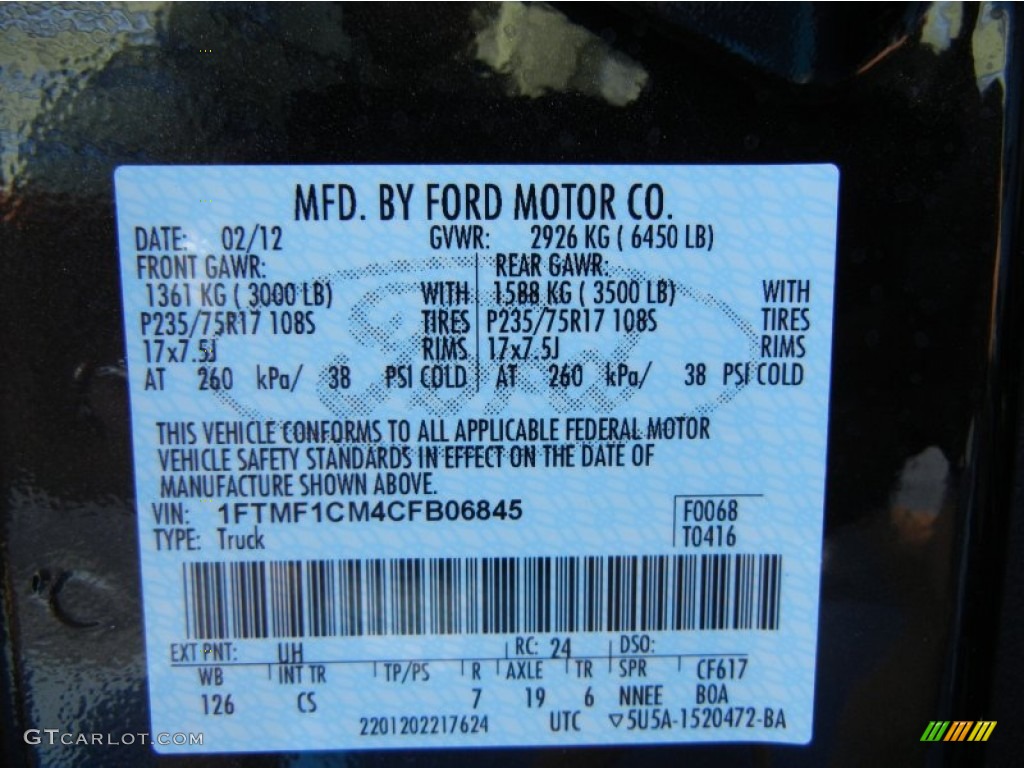 MFD. BY FORD MOTOR CO.
DATE: 02/12 GVWR: 2926 KG ( 6450 LB)
FRONT GAWR: REAR GAWR:
1361 KG ( 3000 LB) WITH 1588 KG ( 3500 LB) WITH
P235/75R17 108S TIRES P235/75R17 108S TIRES
17x7.5J RIMS 17x7.5J RIMS
AT 260 kPa/ 38 PSI COLD AT 260 kPa/ 38 PSI COLD
Ford
THIS VEHICLE CONFORMS TO ALL APPLICABLE FEDERAL MOTOR
VEHICLE SAFETY STANDARDS IN EFFECT ON THE DATE OF
MANUFACTURE SHOWN ABOVE.
VIN: 1FTMF1CM4CFB06845 F0068
TYPE: Truck T0416
EXT PNT: UH RC: 24 DSO:
WB INT TR TP/PS R AXLE TR SPR CF617
126 CS 7 19 6 NNEE BOA
2201202217624 UTC ▽5U5A-1520472-BA
GTCARLOT.COM